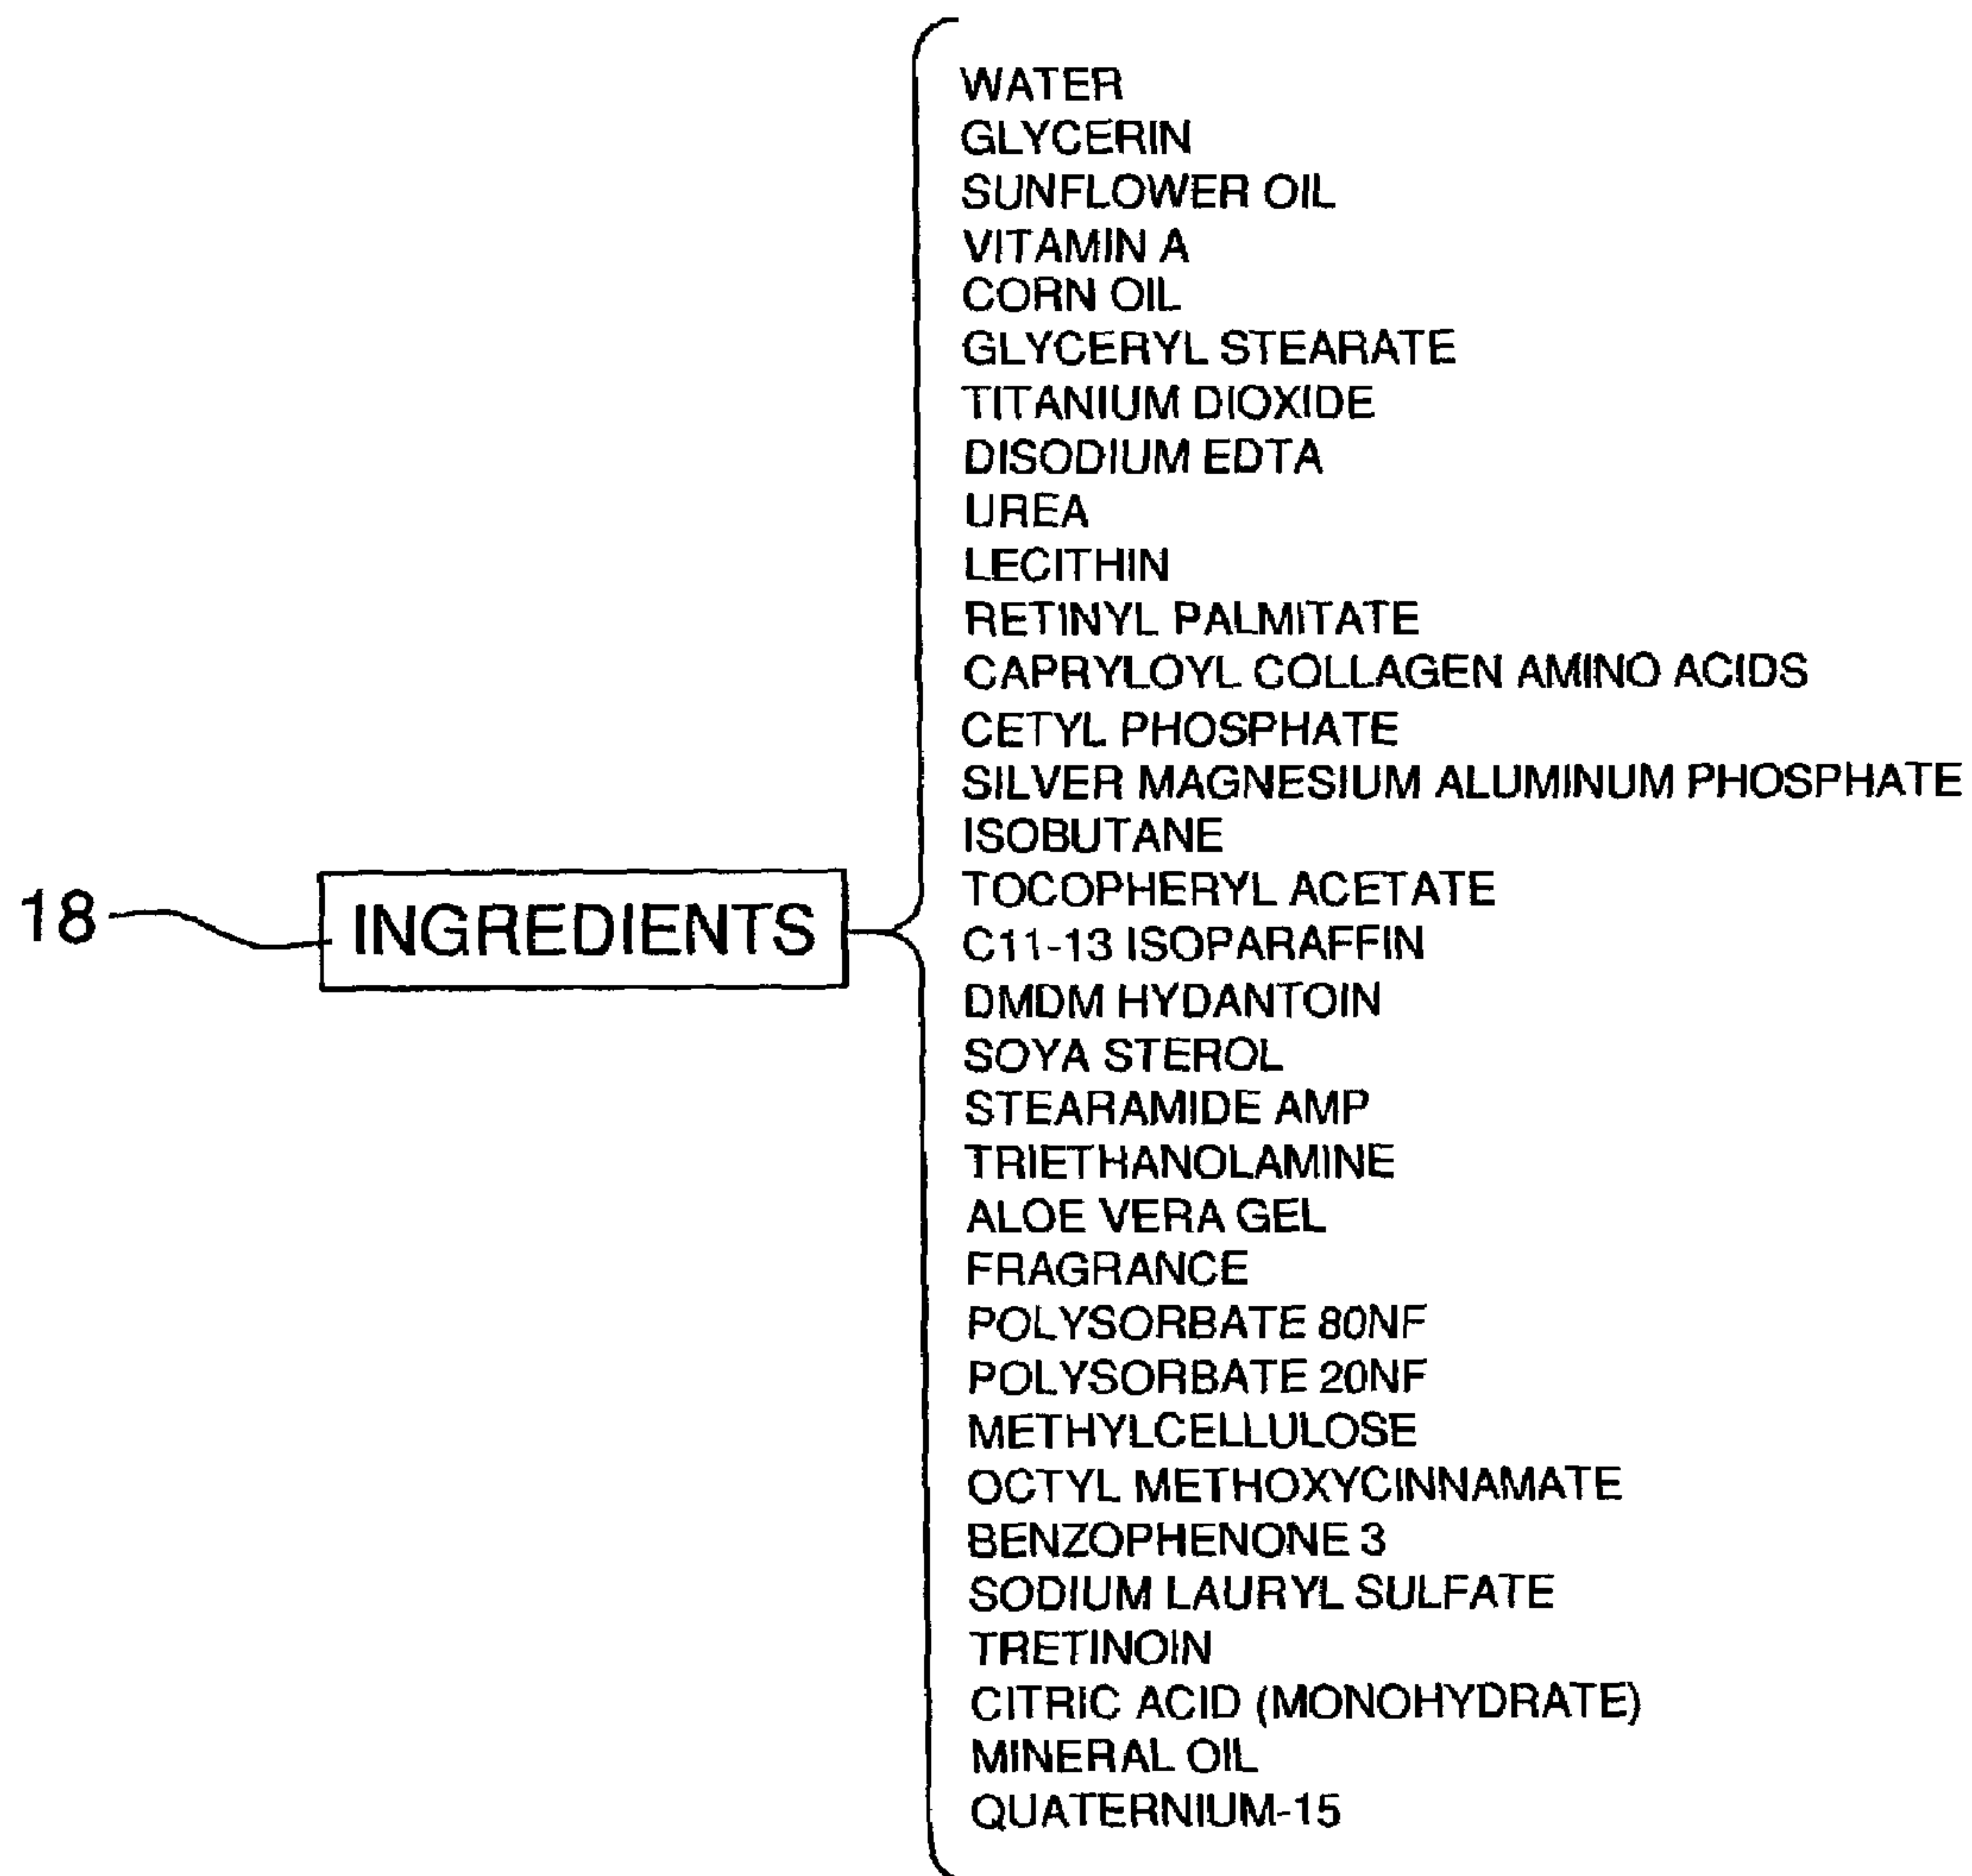 WATER
GLYCERIN
SUNFLOWER OIL
VITAMIN A
CORN OIL
GLYCERYL STEARATE
TITANIUM DIOXIDE
DISODIUM EDTA
UREA
LECITHIN
RETINYL PALMITATE
CAPRYLOYL COLLAGEN AMINO ACIDS
CETYL PHOSPHATE
SILVER MAGNESIUM ALUMINUM PHOSPHATE
ISOBUTANE
TOCOPHERYL ACETATE
18 INGREDIENTS
C11-13 ISOPARAFFIN
DMDM HYDANTOIN
SOYA STEROL
STEARAMIDE AMP
TRIETHANOLAMINE
ALOE VERA GEL
FRAGRANCE
POLYSORBATE 80NF
POLYSORBATE 20NF
METHYLCELLULOSE
OCTYL METHOXYCINNAMATE
BENZOPHENONE 3
SODIUM LAURYL SULFATE
TRETINOIN
CITRIC ACID (MONOHYDRATE)
MINERAL OIL
QUATERNIUM-15